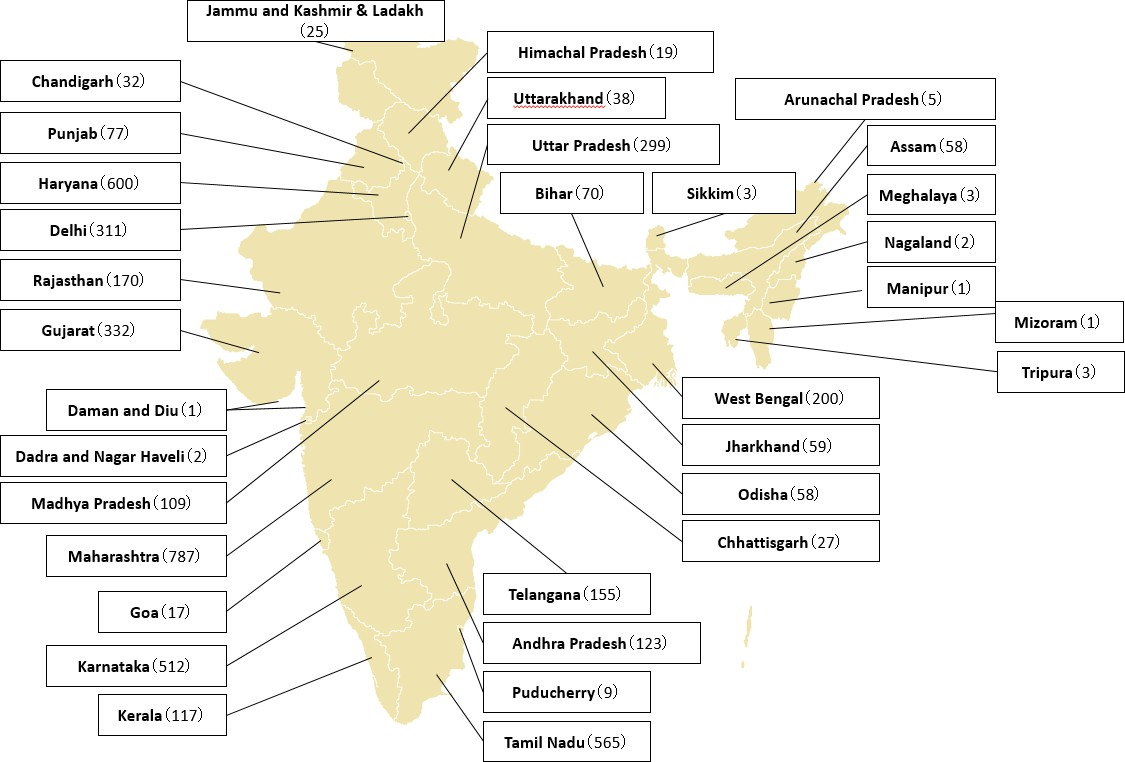 Jammu and Kashmir & Ladakh
(25)
Himachal Pradesh(19)
Chandigarh(32)
Uttarakhand(38)
Arunachal Pradesh(5)
Punjab(77)
Uttar Pradesh(299)
Assam(58)
Haryana(600)
Bihar(70)
Sikkim(3)
Meghalaya(3)
Delhi(311)
Nagaland(2)
Rajasthan(170)
Manipur(1)
Gujarat(332)
Mizoram(1)
Tripura(3)
Daman and Diu(1)
West Bengal(200)
Dadra and Nagar Haveli(2)
Jharkhand(59)
Madhya Pradesh(109)
Odisha(58)
Maharashtra(787)
Chhattisgarh(27)
Goa(17)
Telangana(155)
Andhra Pradesh(123)
Karnataka(512)
Puducherry(9)
Kerala(117)
Tamil Nadu(565)